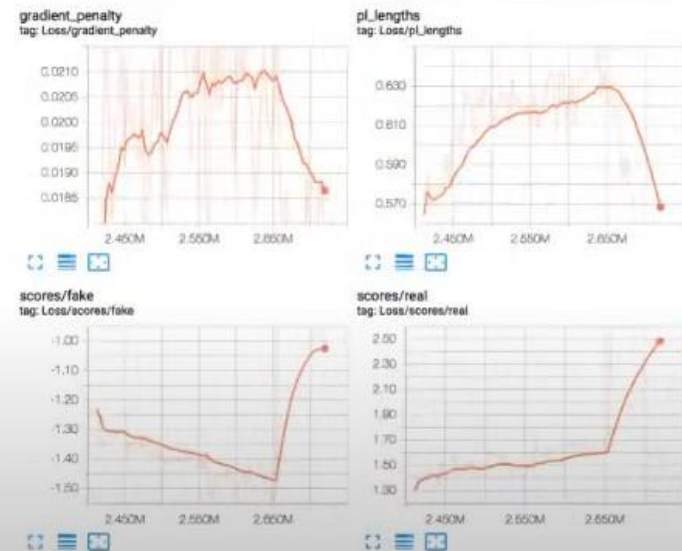 gradient_penalty
tag: Loss/gradient_penalty
0.0210
0.0205
0.0200
0.0195
0.0190
0.0185
2.450M 2.550M 2.650M
pl_lengths
tag: Loss/pl_lengths
0.630
0.610
0.590
0.570
2.450M 2.550M 2.650M
scores/fake
tag: Loss/scores/fake
-1.00
-1.10
-1.20
-1.30
-1.40
-1.50
2.450M 2.550M 2.650M
scores/real
tag: Loss/scores/real
2.50
2.30
2.10
1.90
1.70
1.50
1.30
2.450M 2.550M 2.650M